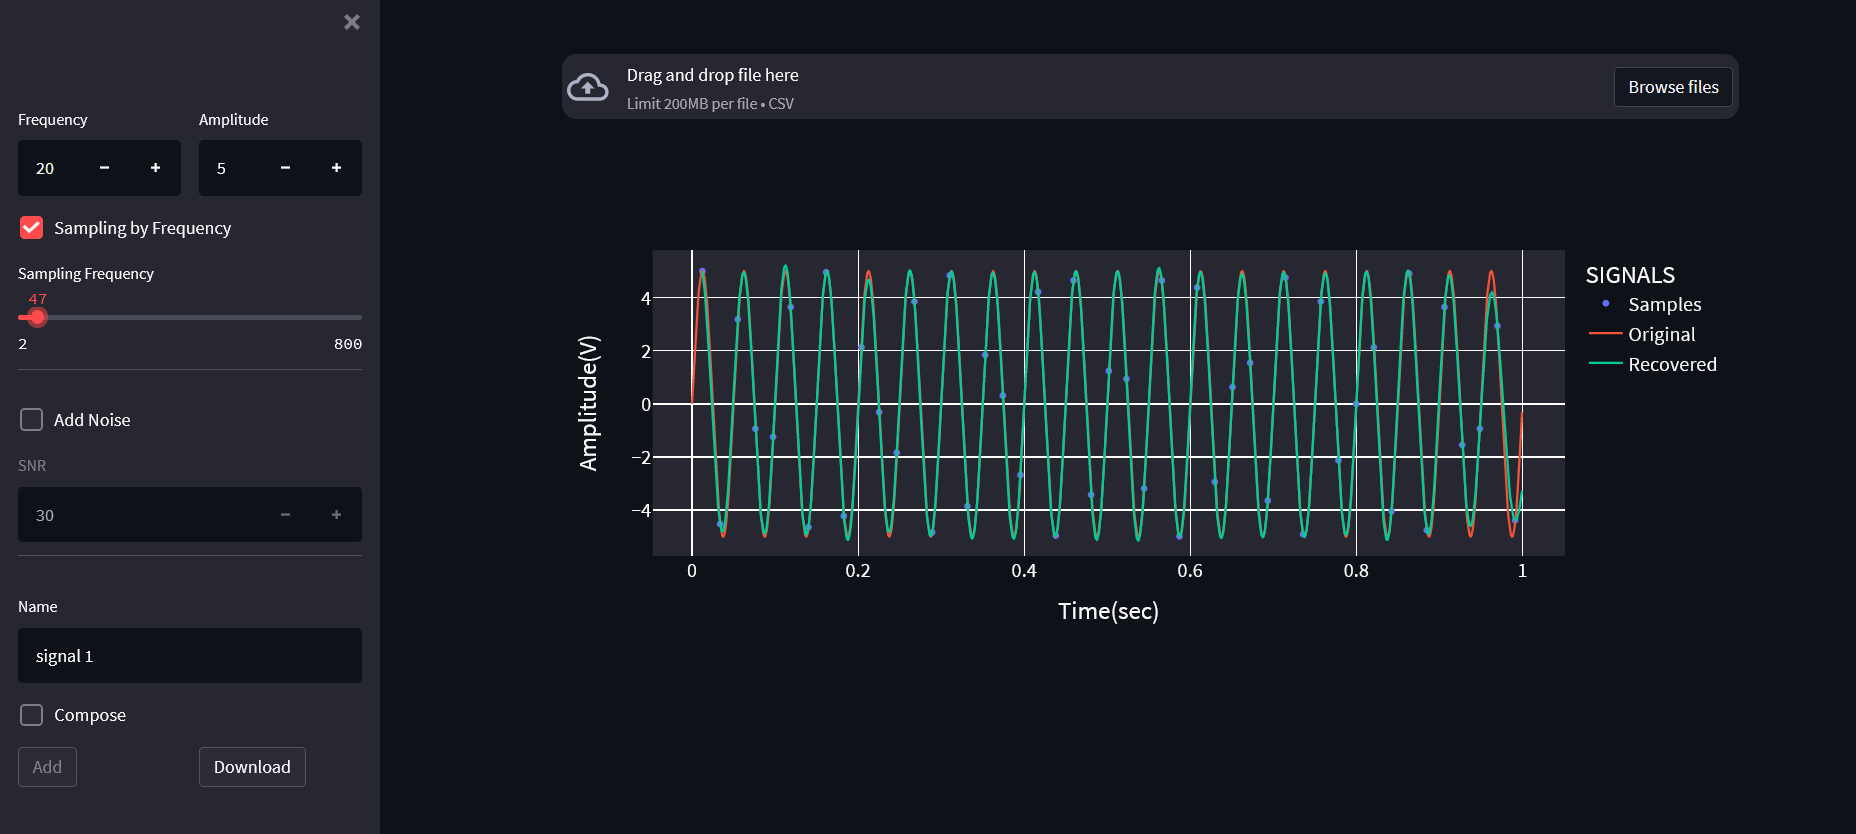 Frequency
Amplitude
20
5
Sampling by Frequency
Sampling Frequency
47
2
800
Add Noise
SNR
30
Name
signal 1
Compose
Add
Download
Drag and drop file here
Limit 200MB per file • CSV
Browse files
Amplitude(V)
4
2
0
−2
−4
0
0.2
0.4
0.6
0.8
1
Time(sec)
SIGNALS
Samples
Original
Recovered